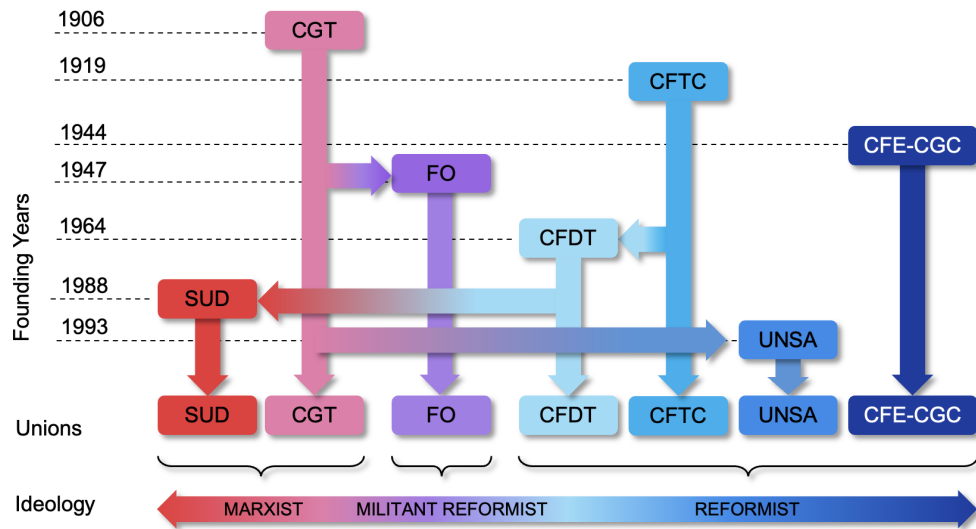 1906
CGT
1919
CFTC
1944
CFE-CGC
1947
FO
1964
CFDT
1988
SUD
1993
UNSA
Founding Years
Unions
SUD
CGT
FO
CFDT
CFTC
UNSA
CFE-CGC
Ideology
MARXIST
MILITANT REFORMIST
REFORMIST